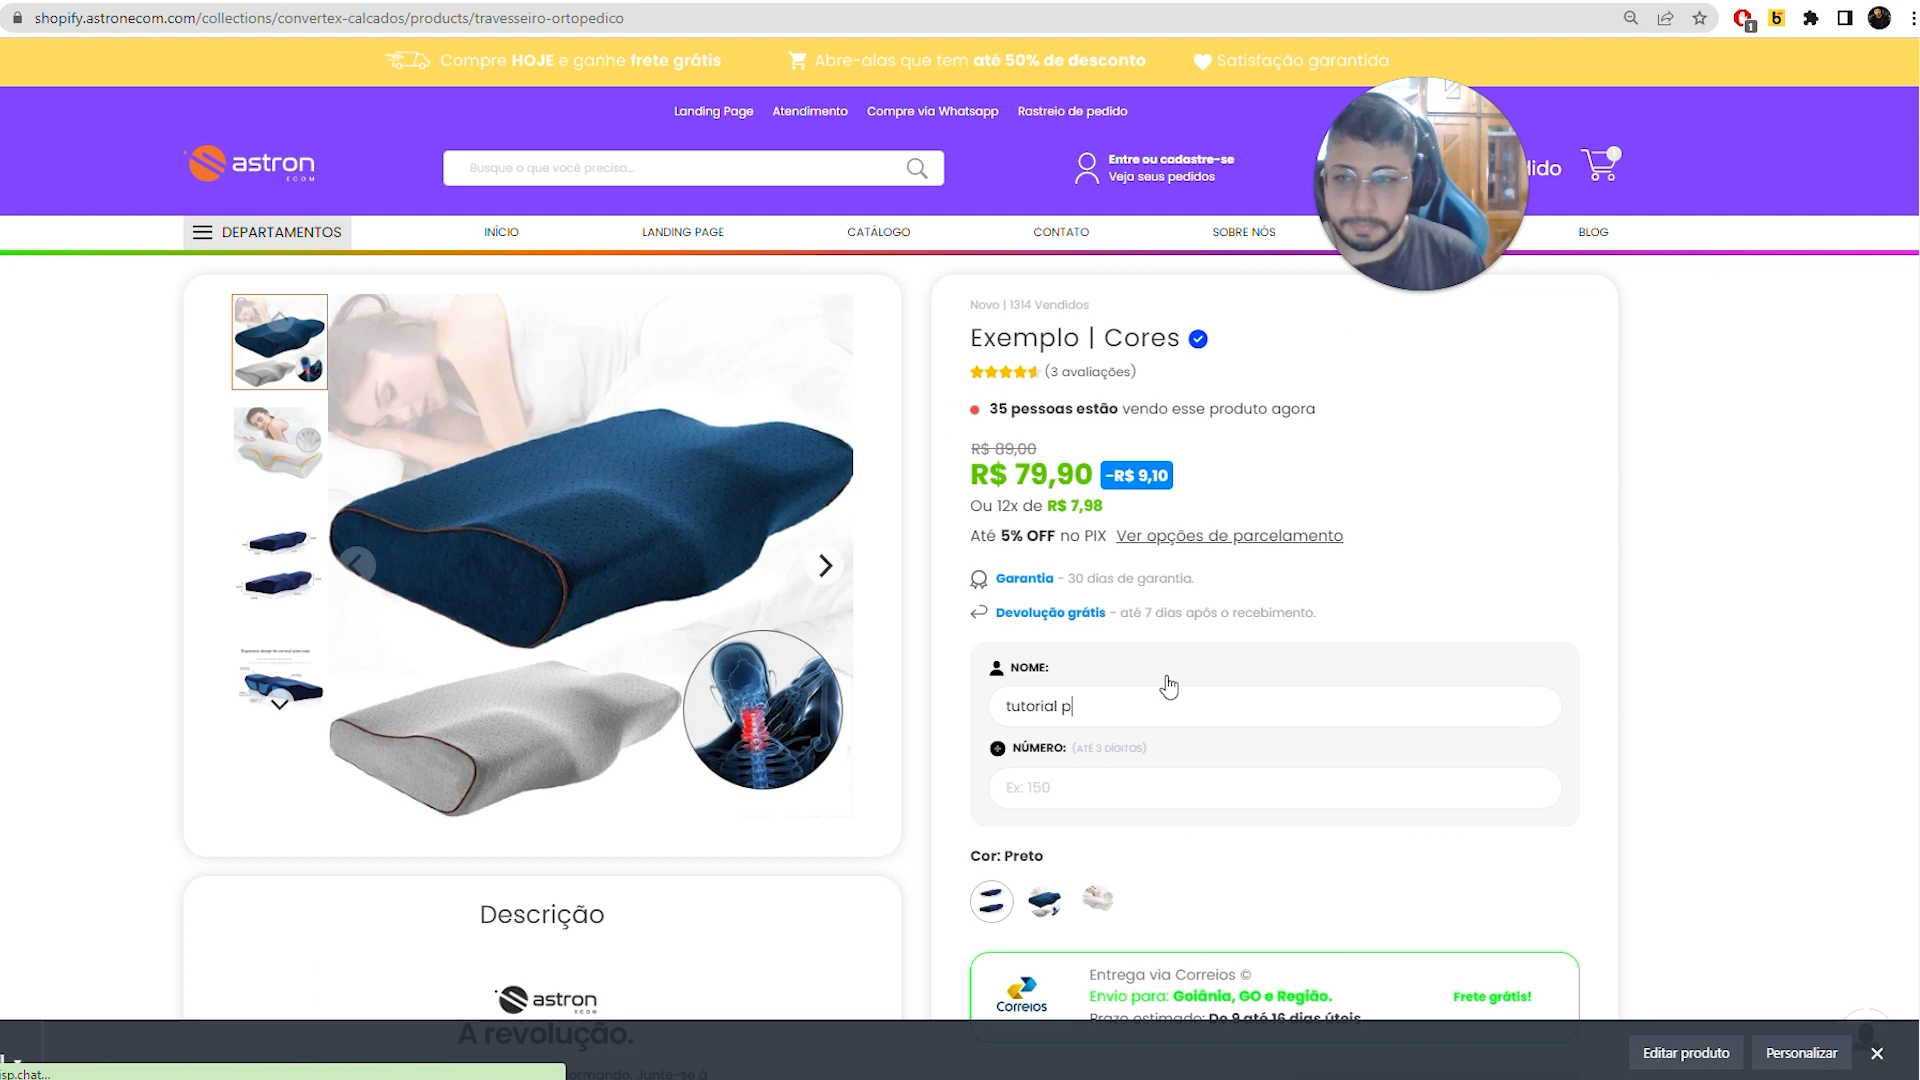 shopify.astronecom.com/collections/convertex-calcados/products/travesseiro-ortopedico
1
Compre HOJE e ganhe frete grátis
Abre-alas que tem até 50% de desconto
Satisfação garantida
Landing Page
Atendimento
Compre via Whatsapp
Rastreio de pedido
astron
ECOM
Busque o que você precisa...
Entre ou cadastre-se
Veja seus pedidos
dido
1
DEPARTAMENTOS
INÍCIO
LANDING PAGE
CATÁLOGO
CONTATO
SOBRE NÓS
BLOG
Novo | 1314 Vendidos
Exemplo | Cores
(3 avaliações)
35 pessoas estão vendo esse produto agora
R$ 89,00
R$ 79,90
-R$ 9,10
Ou 12x de R$ 7,98
Até 5% OFF no PIX Ver opções de parcelamento
Garantia - 30 dias de garantia.
Devolução grátis - até 7 dias após o recebimento.
NOME:
tutorial p
NÚMERO: (ATÉ 3 DÍGITOS)
Ex: 150
Cor: Preto
Descrição
astron
ECOM
A revolução.
Correios
Entrega via Correios ©
Envio para: Goiânia, GO e Região.
Prazo estimado: De 9 até 16 dias úteis
Frete grátis!
Editar produto
Personalizar
isp.chat...
formando. Junte-se à